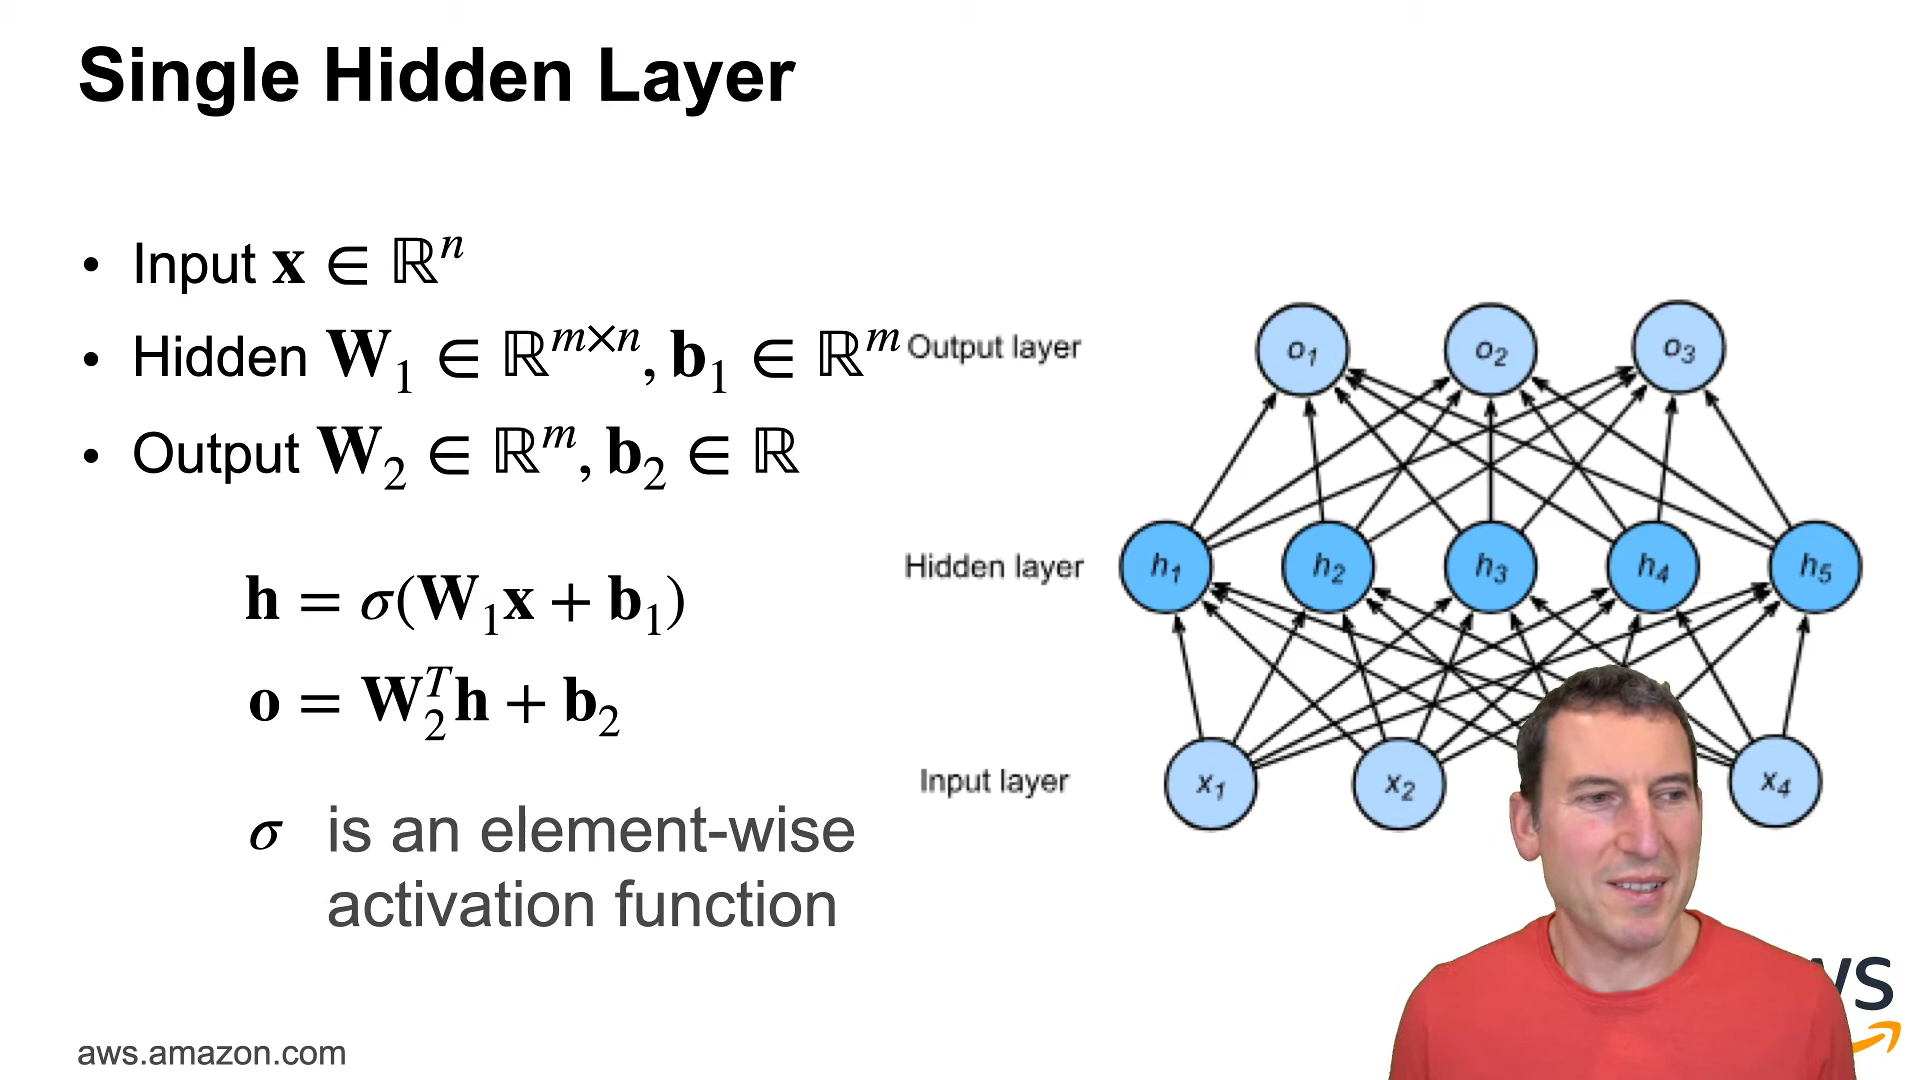 Single Hidden Layer
• Input 𝐱 ∈ ℝⁿ
• Hidden 𝐖₁ ∈ ℝᵐˣⁿ, 𝐛₁ ∈ ℝᵐ
• Output 𝐖₂ ∈ ℝᵐ, 𝐛₂ ∈ ℝ
𝐡 = σ(𝐖₁𝐱 + 𝐛₁)
𝐨 = 𝐖₂ᵀ𝐡 + 𝐛₂
σ is an element-wise
activation function
Output layer
o₁ o₂ o₃
Hidden layer
h₁ h₂ h₃ h₄ h₅
Input layer
x₁ x₂ x₄
aws.amazon.com